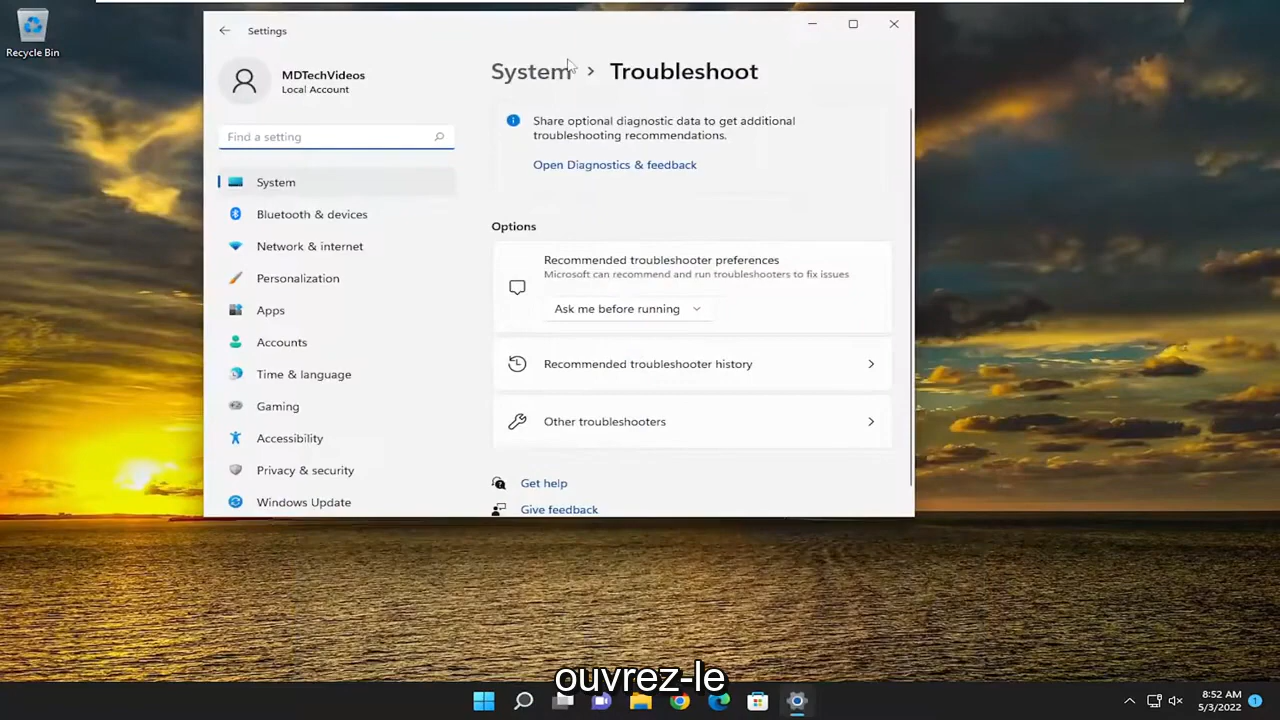 Recycle Bin
Settings
MDTechVideos
Local Account
Find a setting
System
Bluetooth & devices
Network & internet
Personalization
Apps
Accounts
Time & language
Gaming
Accessibility
Privacy & security
Windows Update
System > Troubleshoot
Share optional diagnostic data to get additional
troubleshooting recommendations.
Open Diagnostics & feedback
Options
Recommended troubleshooter preferences
Microsoft can recommend and run troubleshooters to fix issues
Ask me before running
Recommended troubleshooter history
Other troubleshooters
Get help
Give feedback
ouvrez-le
8:52 AM
5/3/2022
1